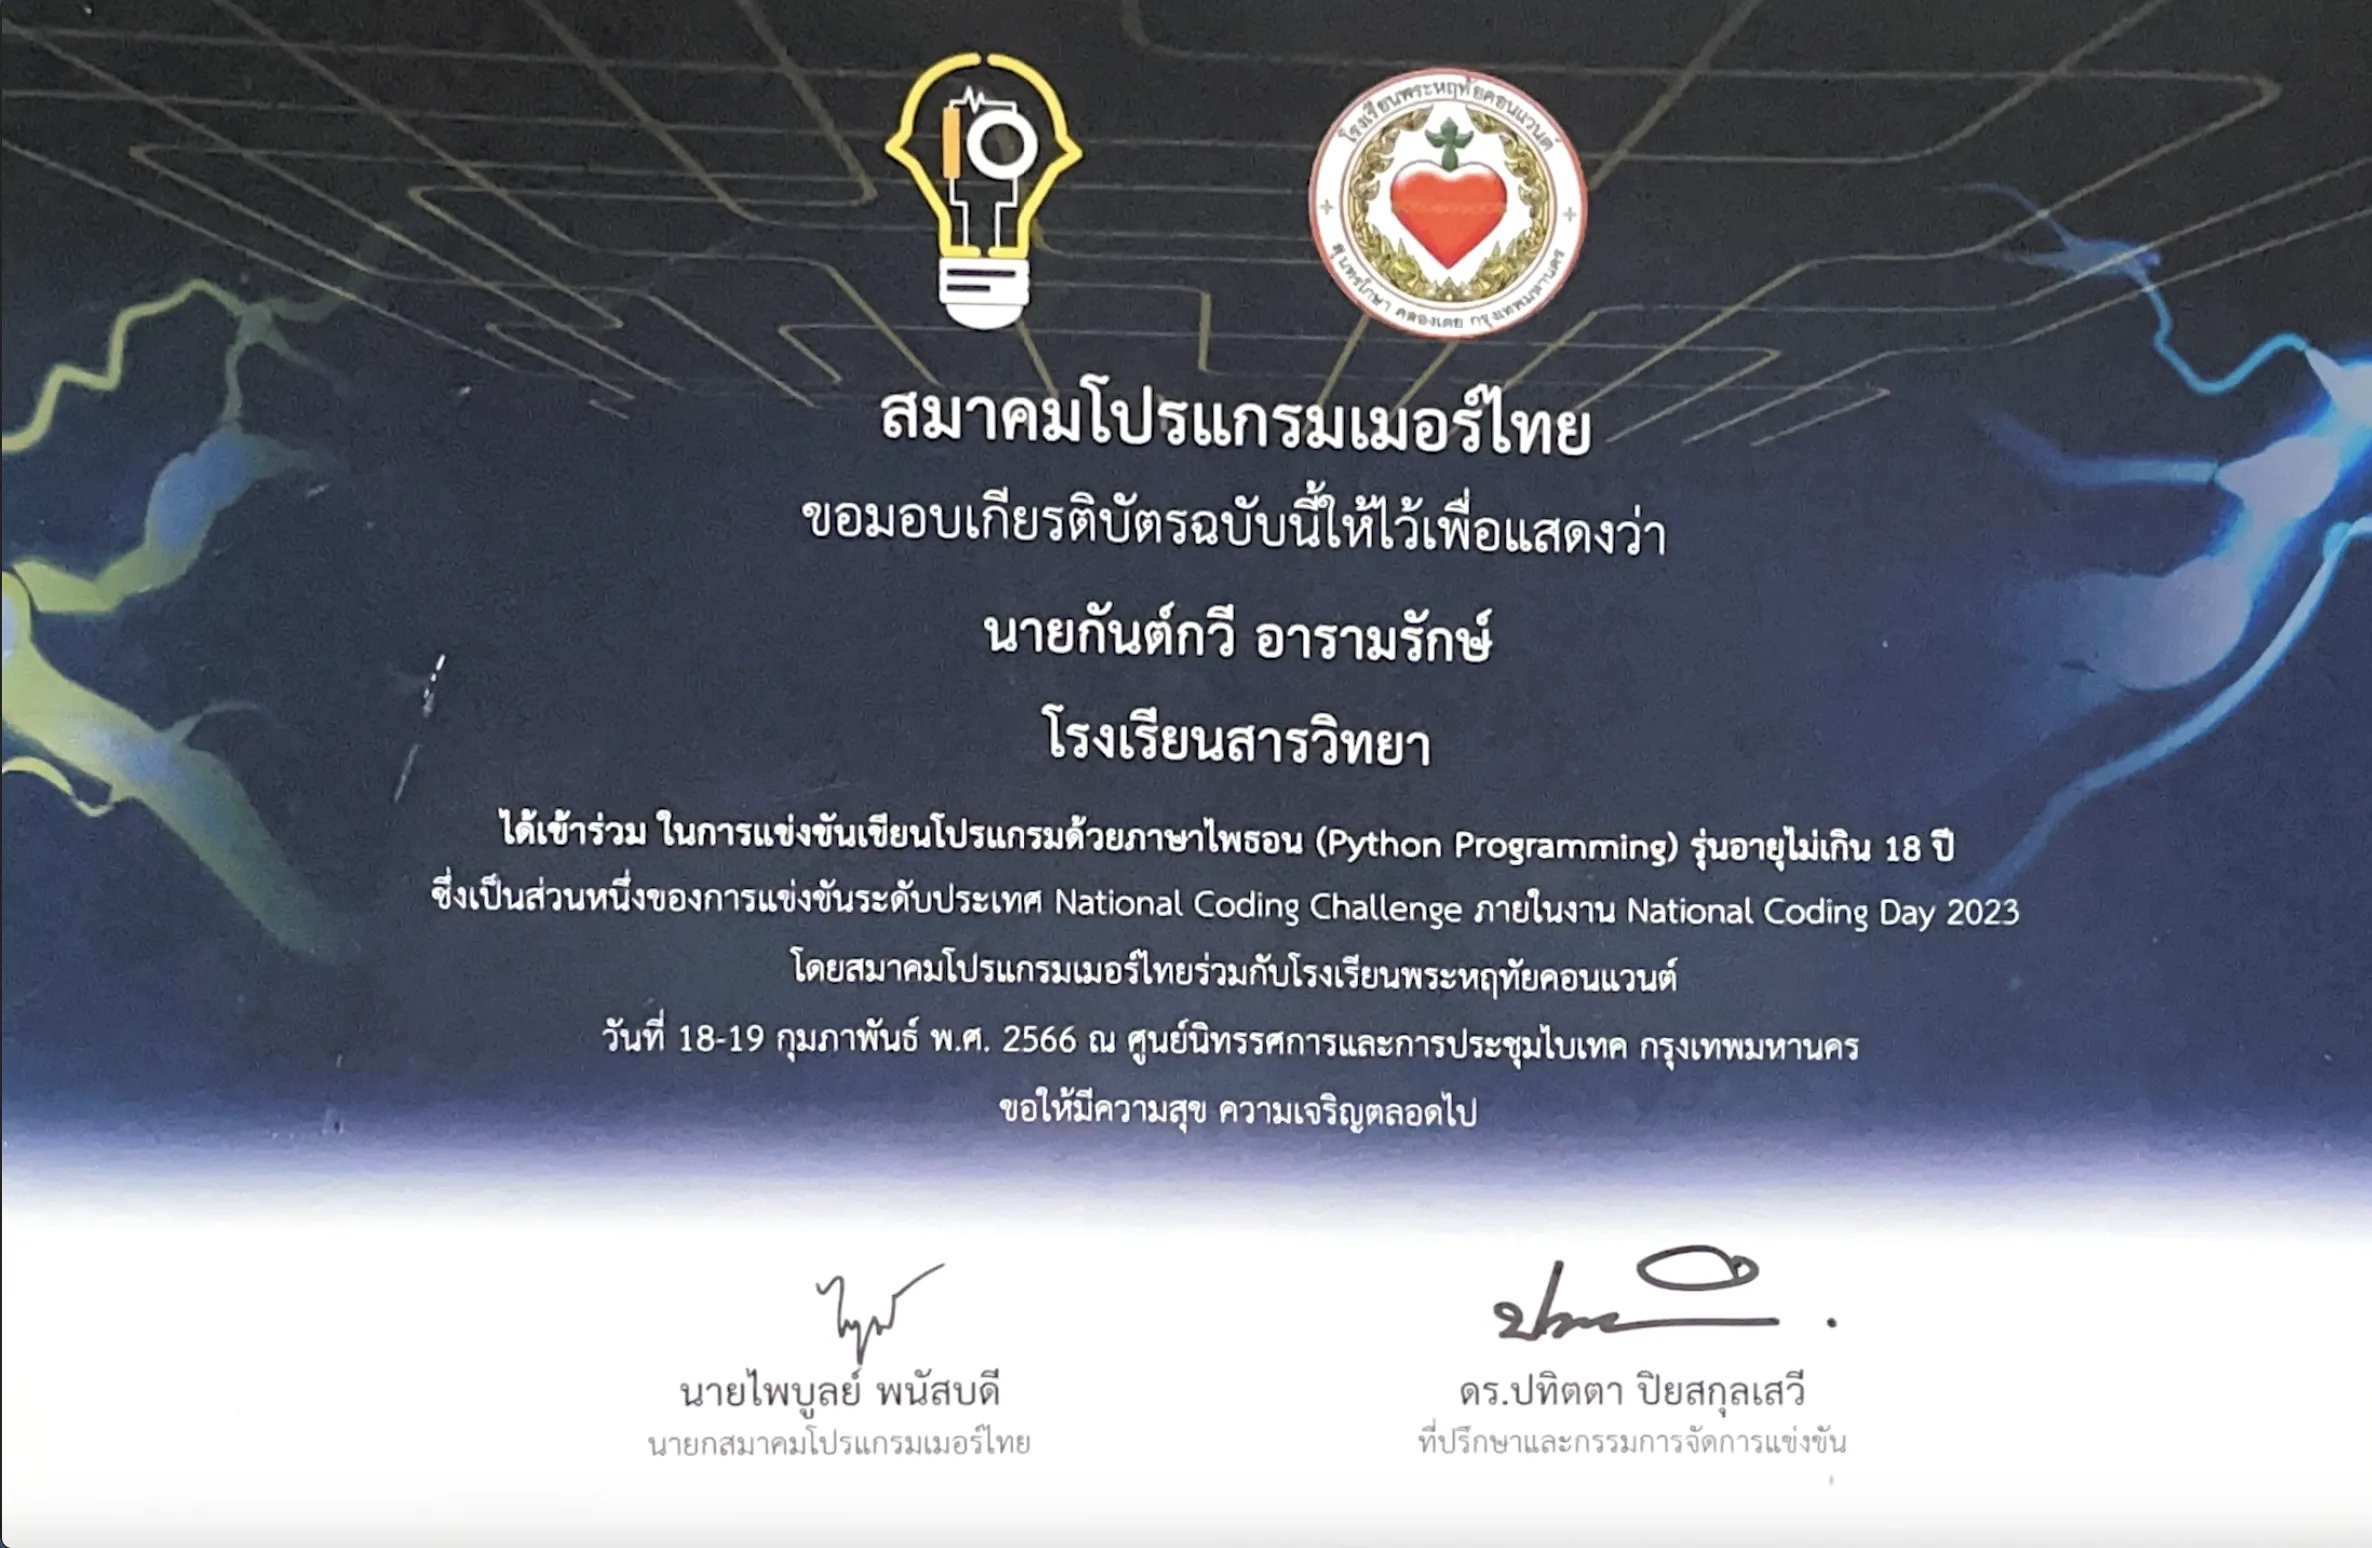 โรงเรียนพระหฤทัยคอนแวนต์
สุนทรโกษา คลองเตย กรุงเทพมหานคร
สมาคมโปรแกรมเมอร์ไทย
ขอมอบเกียรติบัตรฉบับนี้ให้ไว้เพื่อแสดงว่า
นายกันต์กวี อารามรักษ์
โรงเรียนสารวิทยา
ได้เข้าร่วม ในการแข่งขันเขียนโปรแกรมด้วยภาษาไพธอน (Python Programming) รุ่นอายุไม่เกิน 18 ปี
ซึ่งเป็นส่วนหนึ่งของการแข่งขันระดับประเทศ National Coding Challenge ภายในงาน National Coding Day 2023
โดยสมาคมโปรแกรมเมอร์ไทยร่วมกับโรงเรียนพระหฤทัยคอนแวนต์
วันที่ 18-19 กุมภาพันธ์ พ.ศ. 2566 ณ ศูนย์นิทรรศการและการประชุมไบเทค กรุงเทพมหานคร
ขอให้มีความสุข ความเจริญตลอดไป
นายไพบูลย์ พนัสบดี
นายกสมาคมโปรแกรมเมอร์ไทย
ดร.ปทิตตา ปิยสกุลเสวี
ที่ปรึกษาและกรรมการจัดการแข่งขัน